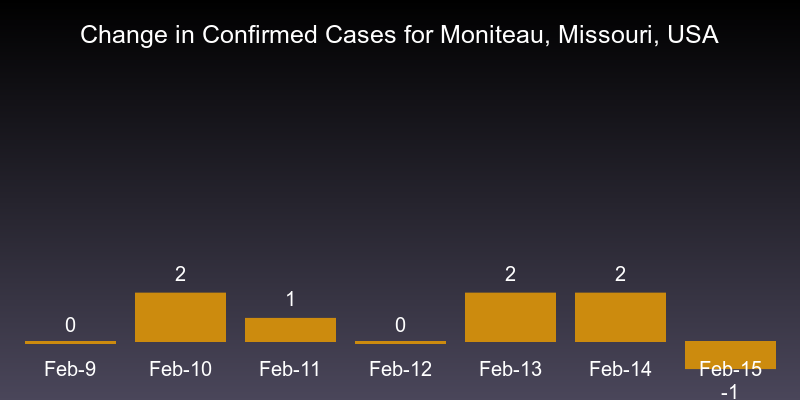 Change in Confirmed Cases for Moniteau, Missouri, USA
0
2
1
0
2
2
Feb-9
Feb-10
Feb-11
Feb-12
Feb-13
Feb-14
Feb-15
-1